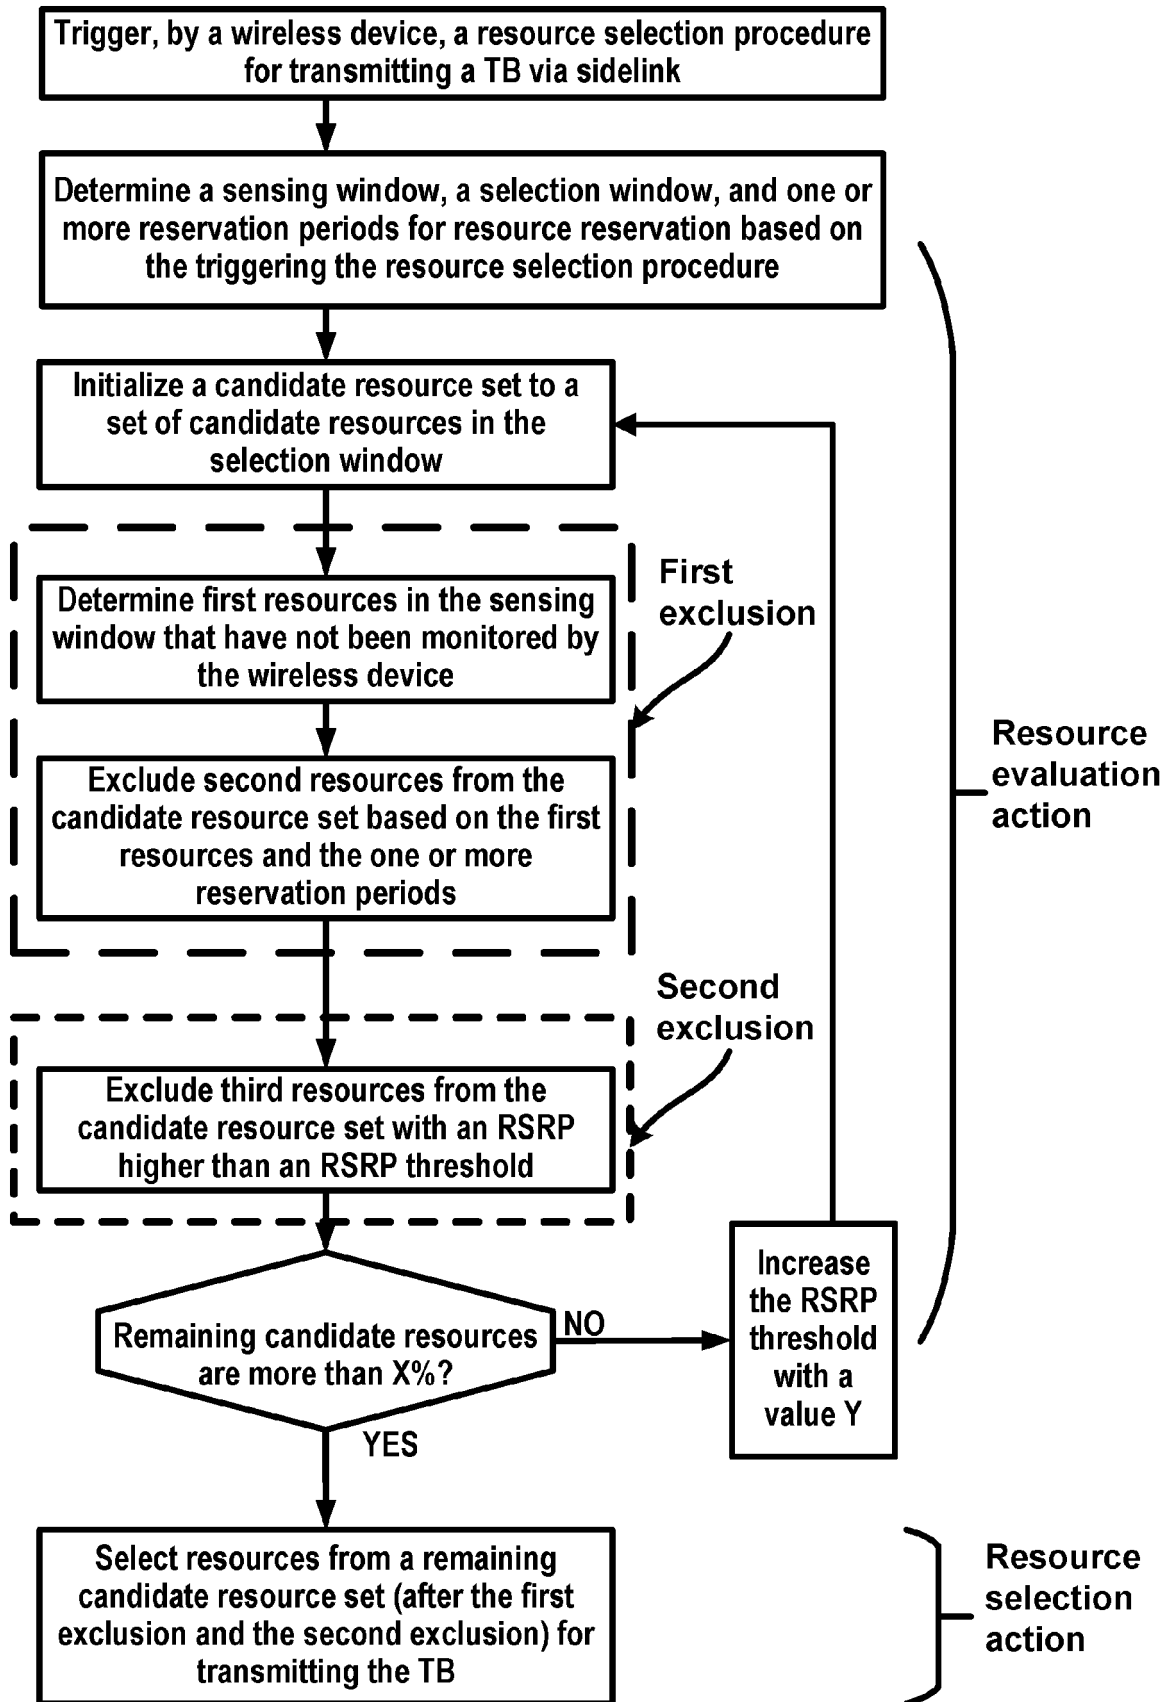 Trigger, by a wireless device, a resource selection procedure
for transmitting a TB via sidelink
Determine a sensing window, a selection window, and one or
more reservation periods for resource reservation based on
the triggering the resource selection procedure
Initialize a candidate resource set to a
set of candidate resources in the
selection window
First
exclusion
Determine first resources in the sensing
window that have not been monitored by
the wireless device
Resource
evaluation
action
Exclude second resources from the
candidate resource set based on the first
resources and the one or more
reservation periods
Second
exclusion
Exclude third resources from the
candidate resource set with an RSRP
higher than an RSRP threshold
Remaining candidate resources
are more than X%?
NO
Increase
the RSRP
threshold
with a
value Y
YES
Select resources from a remaining
candidate resource set (after the first
exclusion and the second exclusion) for
transmitting the TB
Resource
selection
action